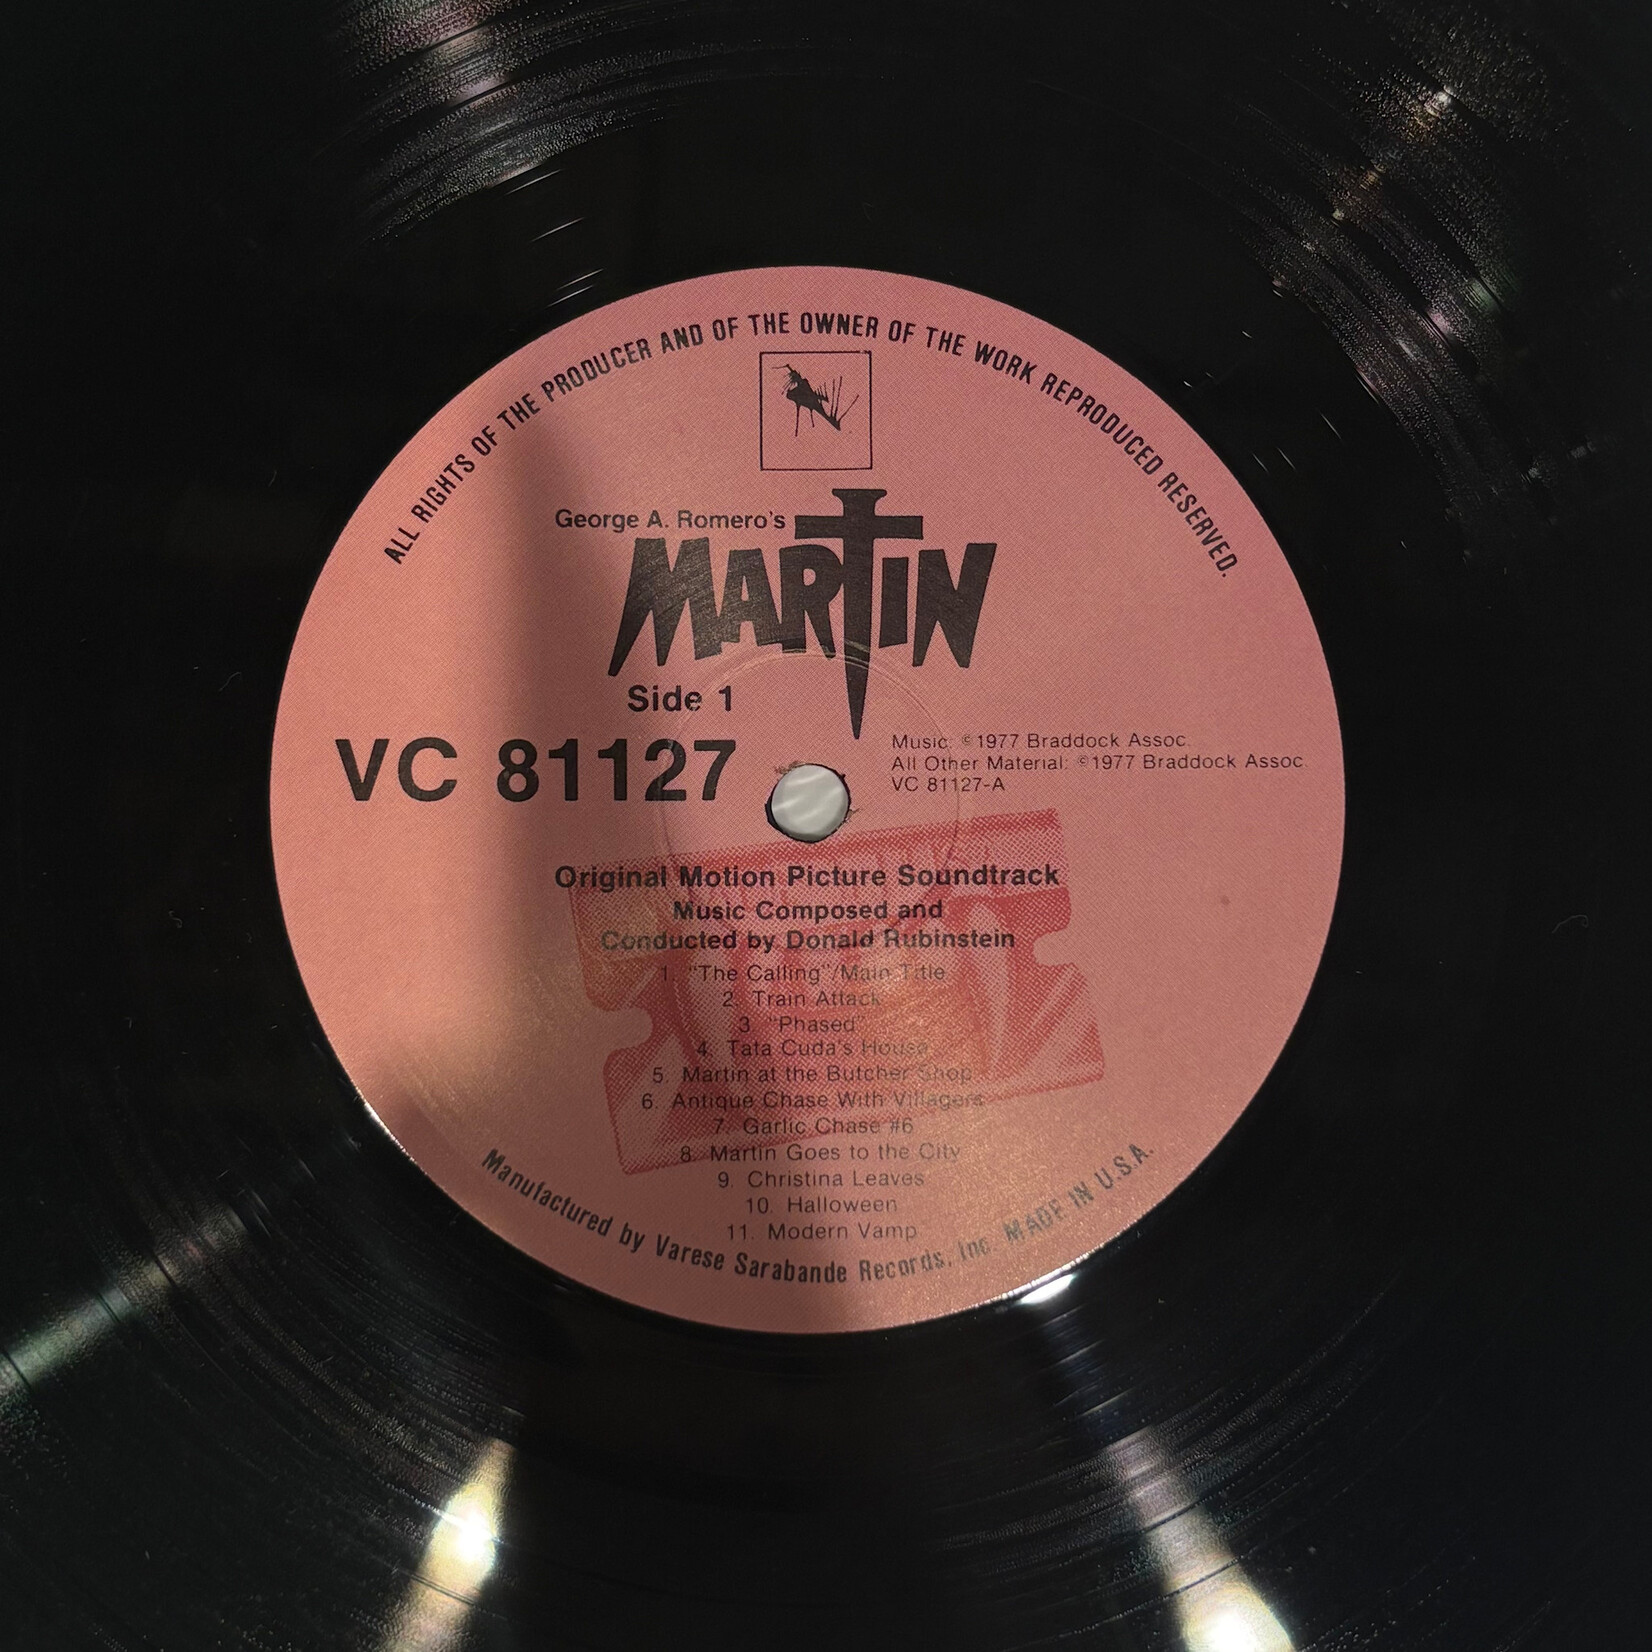 ALL RIGHTS OF THE PRODUCER AND OF THE OWNER OF THE WORK REPRODUCED RESERVED.
George A. Romero's
MARTIN
Side 1
VC 81127
Music: ©1977 Braddock Assoc.
All Other Material: ©1977 Braddock Assoc.
VC 81127-A
Original Motion Picture Soundtrack
Music Composed and
Conducted by Donald Rubinstein
1. "The Calling"/Main Title
2. Train Attack
3. "Phased"
4. Tata Cuda's House
5. Martin at the Butcher Shop
6. Antique Chase With Villagers
7. Garlic Chase #6
8. Martin Goes to the City
9. Christina Leaves
10. Halloween
11. Modern Vamp
Manufactured by Varese Sarabande Records, Inc. MADE IN U.S.A.